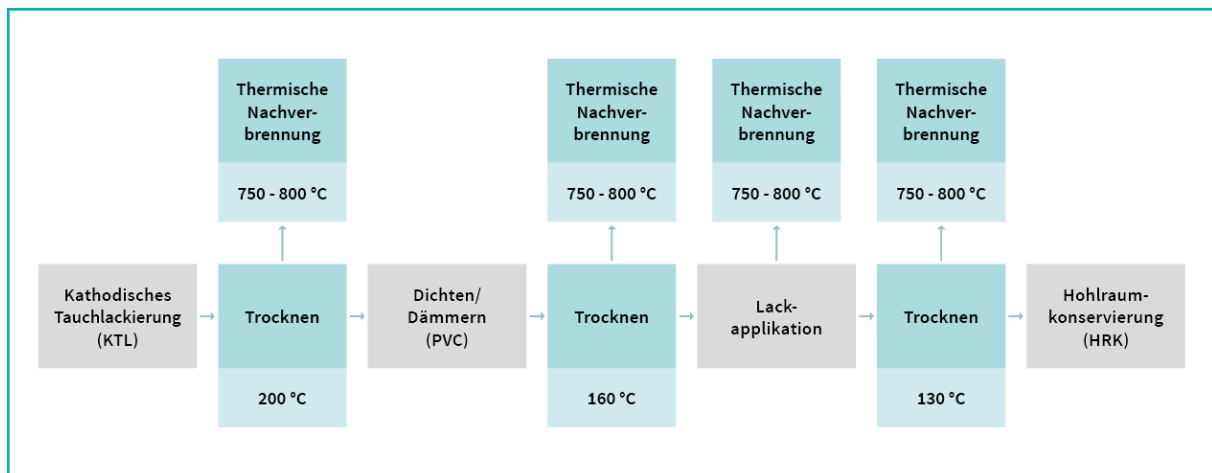 Thermische
Nachver-
brennung
750 - 800 °C
Thermische
Nachver-
brennung
750 - 800 °C
Thermische
Nachver-
brennung
750 - 800 °C
Thermische
Nachver-
brennung
750 - 800 °C
Kathodisches
Tauchlackierung
(KTL)
Trocknen
200 °C
Dichten/
Dämmern
(PVC)
Trocknen
160 °C
Lack-
applikation
Trocknen
130 °C
Hohlraum-
konservierung
(HRK)